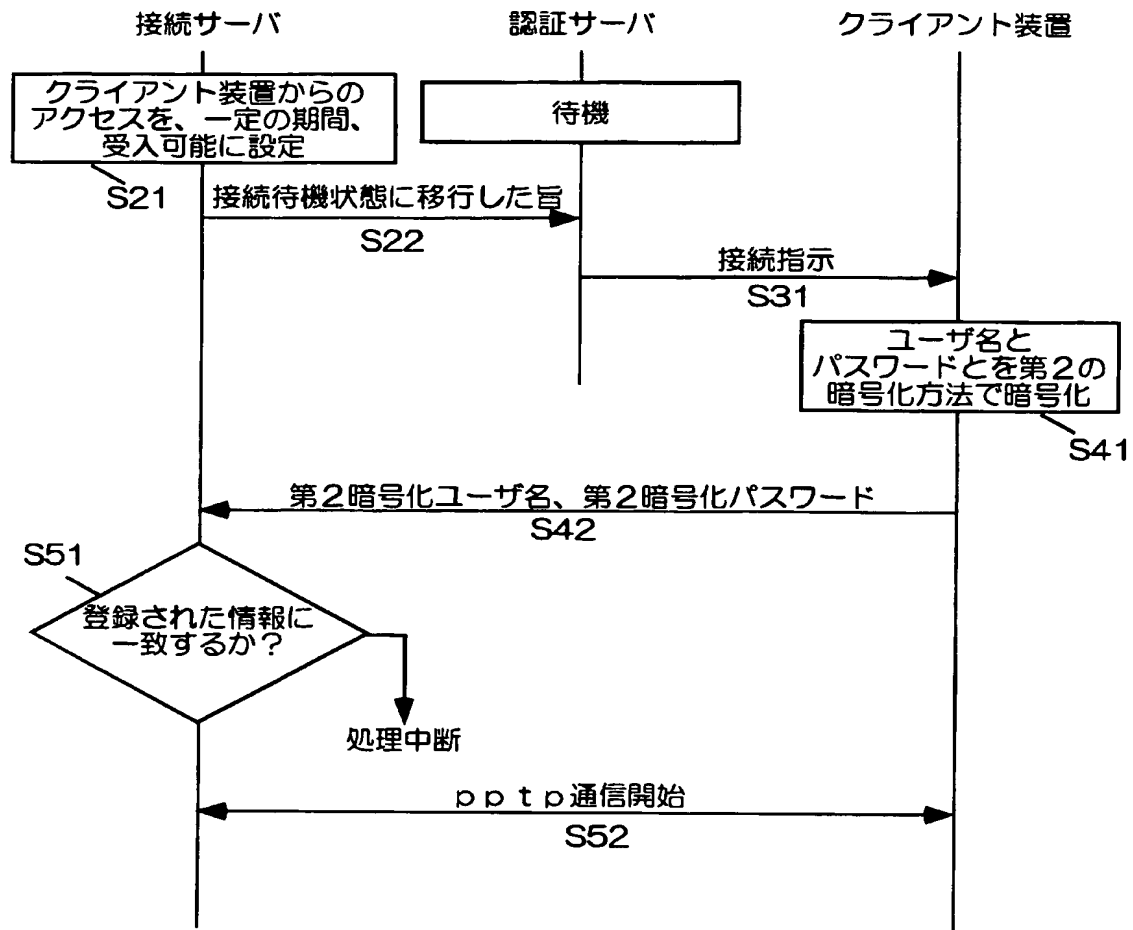 接続サーバ
認証サーバ
クライアント装置
クライアント装置からの
アクセスを、一定の期間、
受入可能に設定
待機
S21
接続待機状態に移行した旨
S22
接続指示
S31
ユーザ名と
パスワードとを第2の
暗号化方法で暗号化
S41
第2暗号化ユーザ名、第2暗号化パスワード
S42
S51
登録された情報に
一致するか？
処理中断
ｐｐｔｐ通信開始
S52